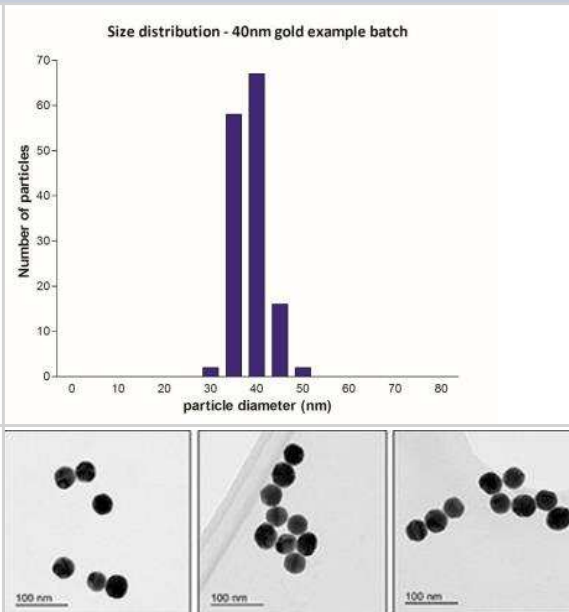 Size distribution - 40nm gold example batch
70
60
50
40
30
20
10
0
Number of particles
0 10 20 30 40 50 60 70 80
particle diameter (nm)
100 nm 100 nm 100 nm